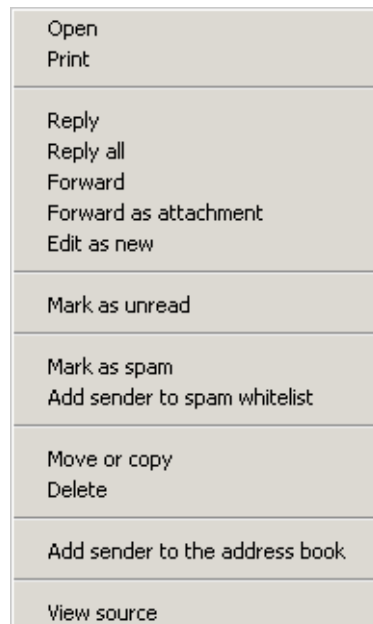 Open
Print
Reply
Reply all
Forward
Forward as attachment
Edit as new
Mark as unread
Mark as spam
Add sender to spam whitelist
Move or copy
Delete
Add sender to the address book
View source